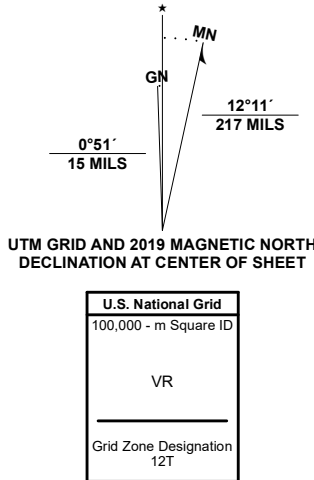 ★
MN
GN
0°51´
15 MILS
12°11´
217 MILS
UTM GRID AND 2019 MAGNETIC NORTH
DECLINATION AT CENTER OF SHEET
U.S. National Grid
100,000 - m Square ID
VR
Grid Zone Designation
12T